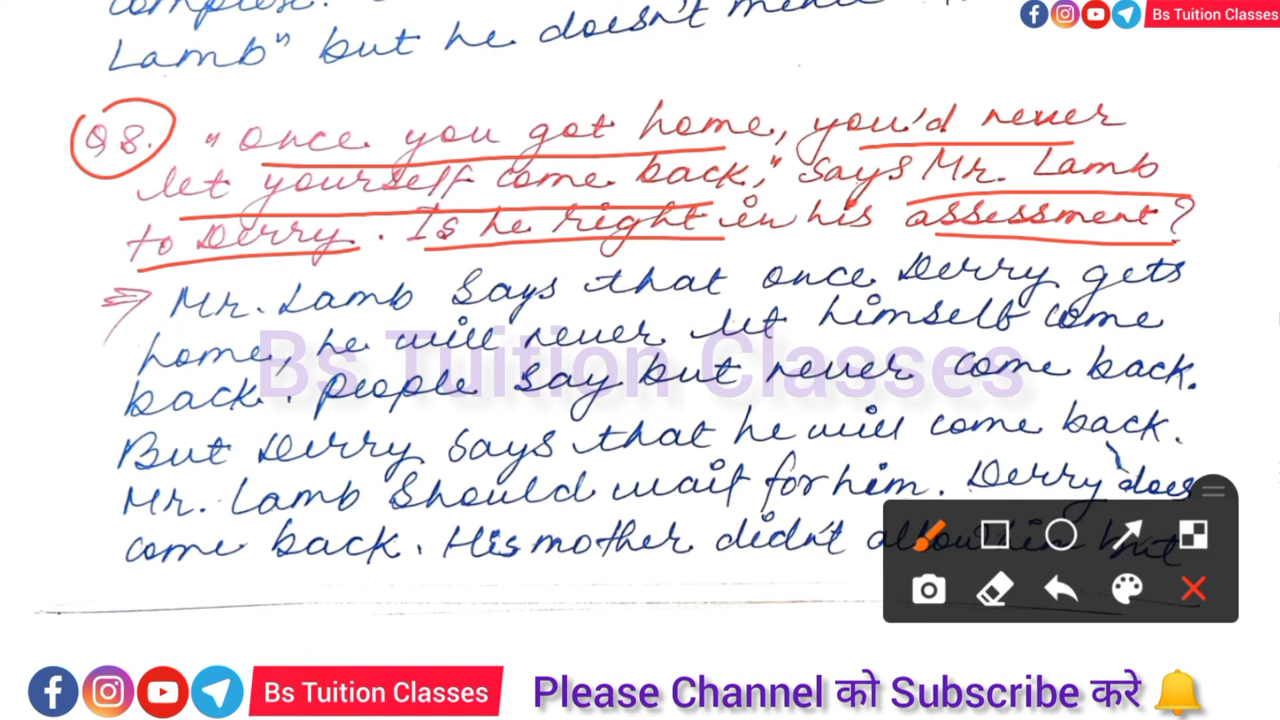 Bs Tuition Classes
Lamb" but he doesn't
Q8. "once you got home, you'd never
let yourself come back," says Mr. Lamb
to Derry. Is he right in his assessment?
⇒ Mr. Lamb Says that once Derry gets
home, he will never let himself come
back. people say but never come back.
But Derry Says that he will come back.
Mr. Lamb Should wait for him. Derry does
come back. His mother didn't allow him but
Bs Tuition Classes
Bs Tuition Classes
Please Channel को Subscribe करे